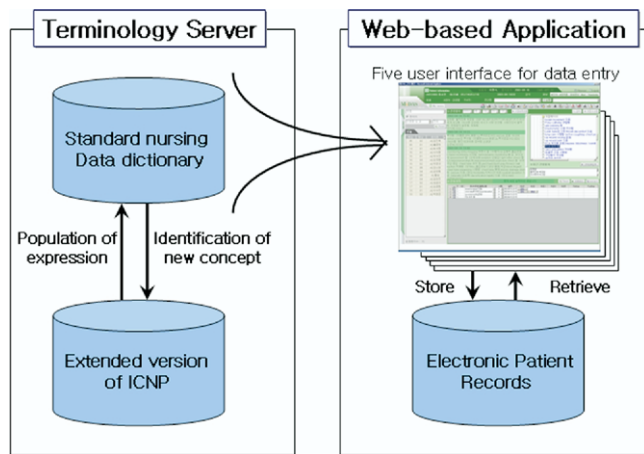 Terminology Server
Standard nursing
Data dictionary
Population of
expression
Identification of
new concept
Extended version
of ICNP
Web-based Application
Five user interface for data entry
Store
Retrieve
Electronic Patient
Records